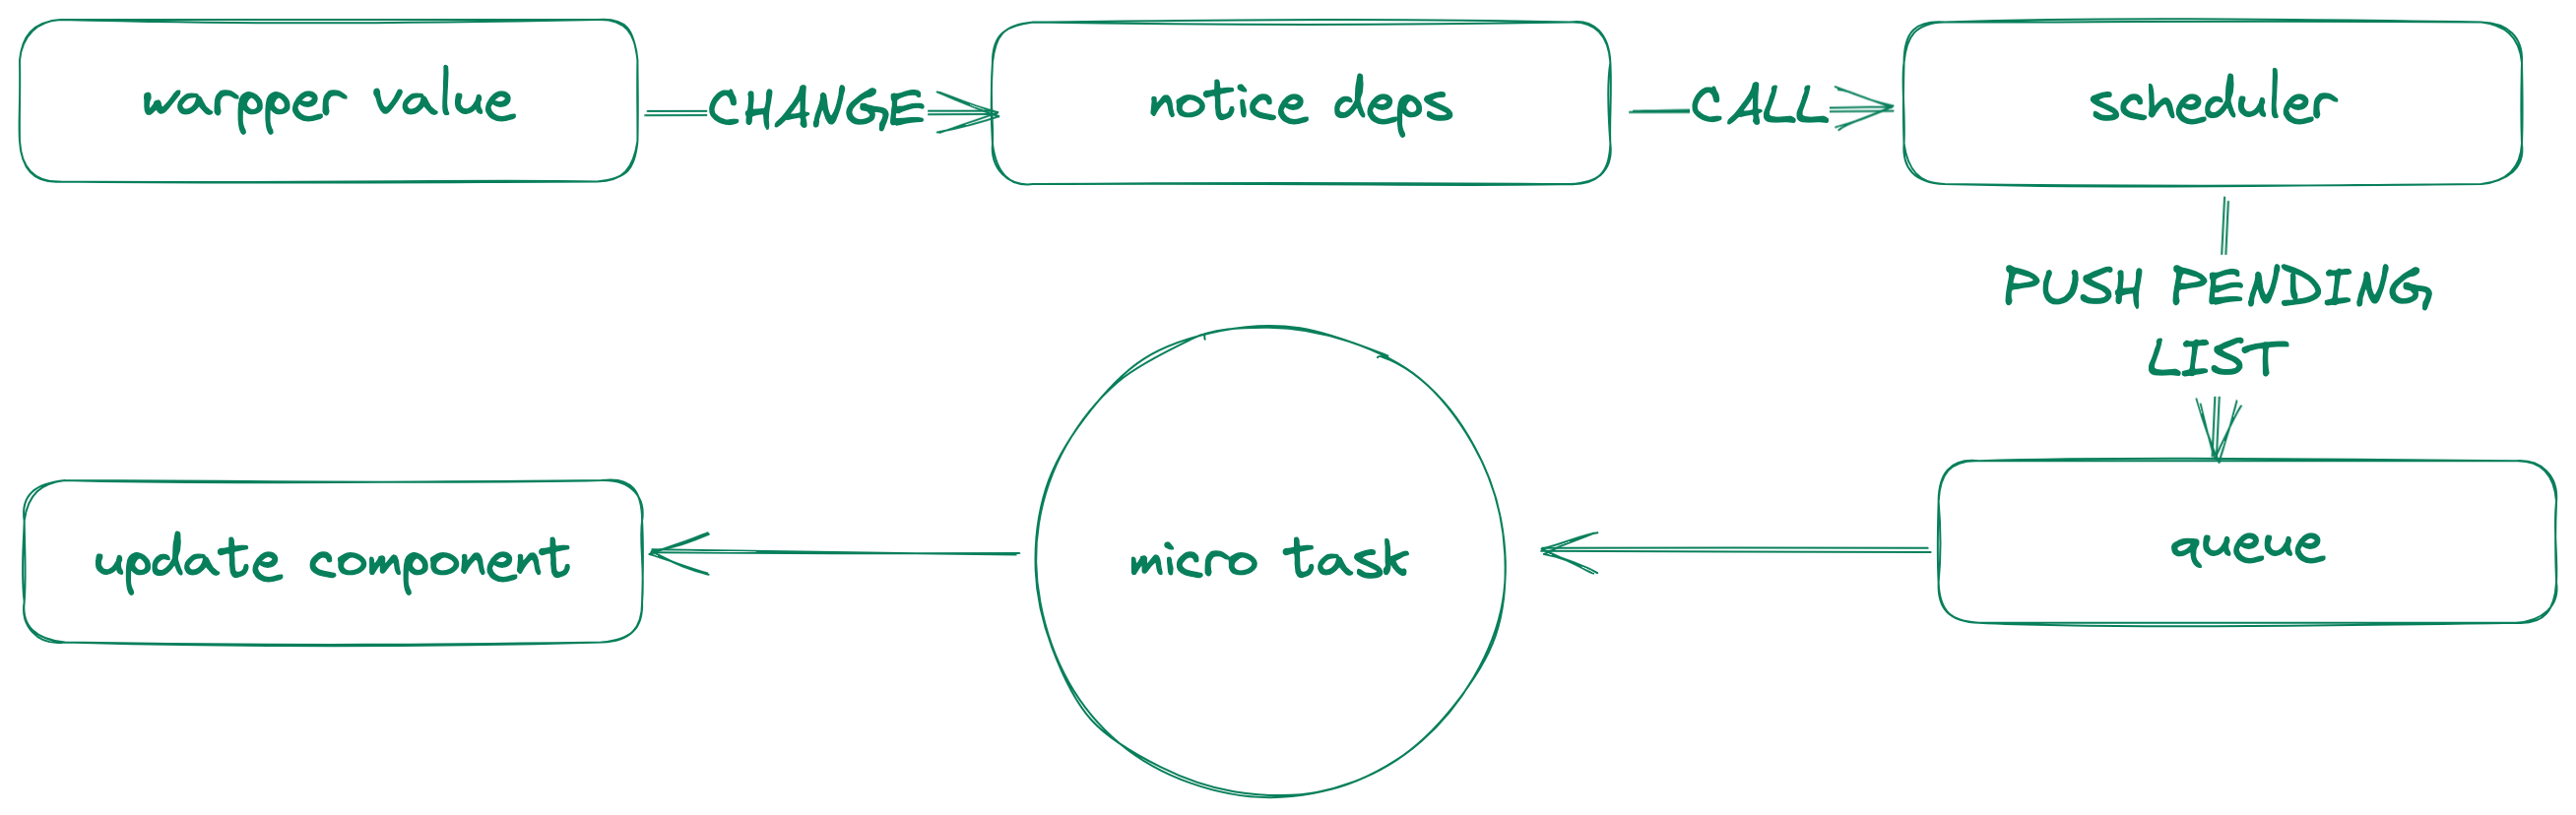 warpper value
CHANGE
notice deps
CALL
scheduler
PUSH PENDING
LIST
queue
micro task
update component